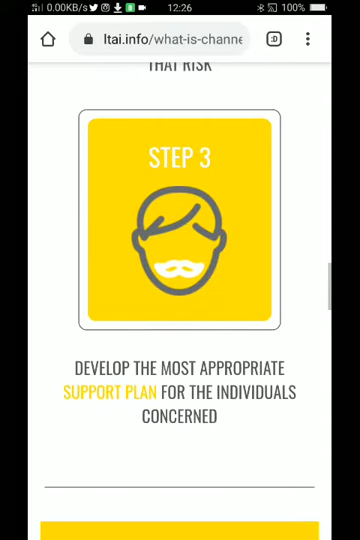 0.00KB/s 12:26 100%
ltai.info/what-is-channe :D
THAT RISK
STEP 3
DEVELOP THE MOST APPROPRIATE
SUPPORT PLAN FOR THE INDIVIDUALS
CONCERNED